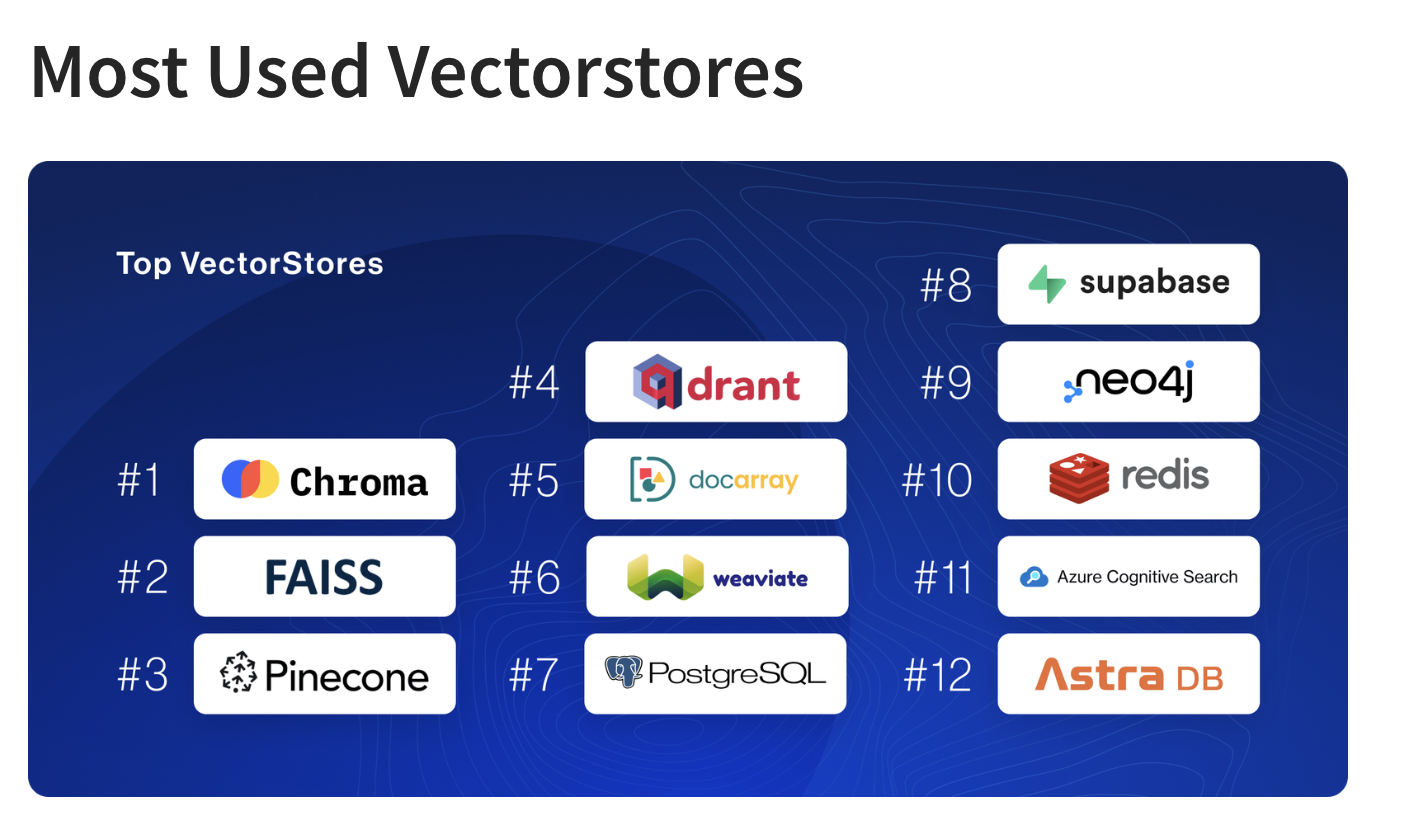 Most Used Vectorstores
Top VectorStores
#1 Chroma
#2 FAISS
#3 Pinecone
#4 qdrant
#5 docarray
#6 weaviate
#7 PostgreSQL
#8 supabase
#9 neo4j
#10 redis
#11 Azure Cognitive Search
#12 Astra DB